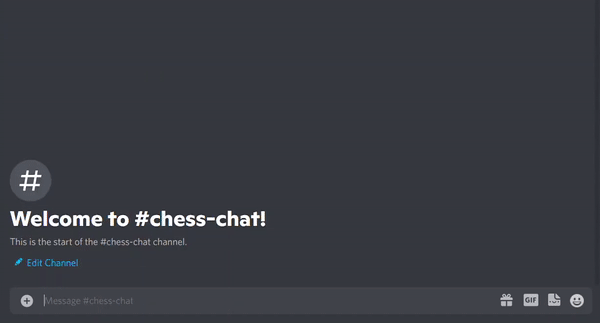 #
Welcome to #chess-chat!
This is the start of the #chess-chat channel.
Edit Channel
Message #chess-chat GIF